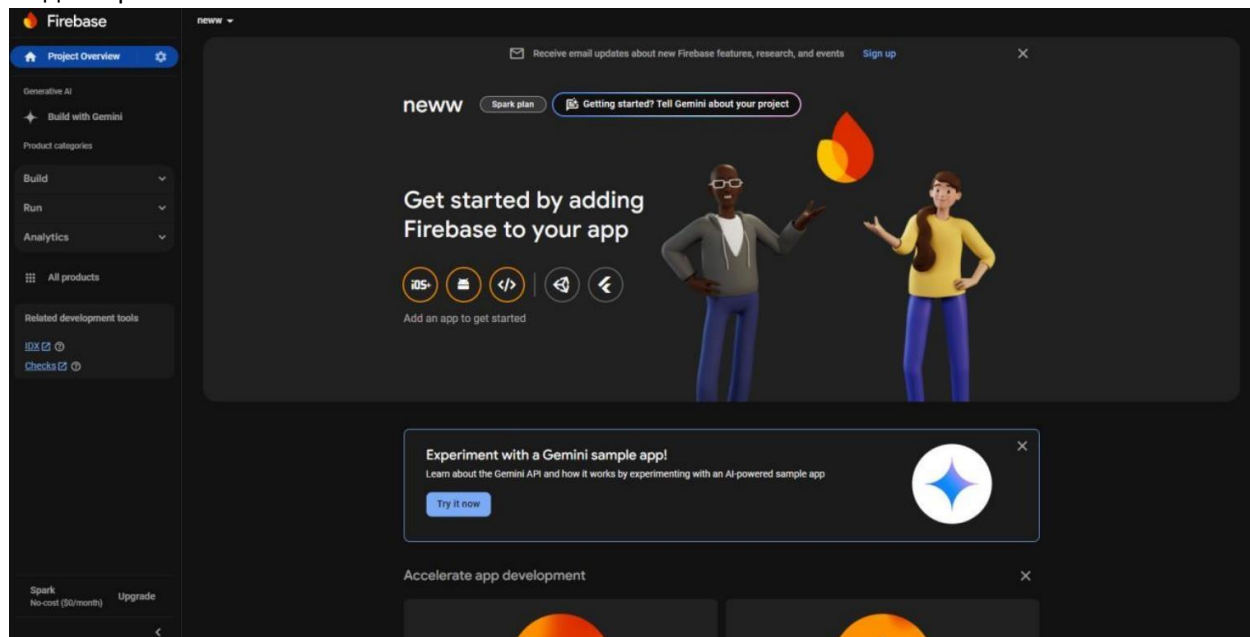 Firebase
neww
Project Overview
Receive email updates about new Firebase features, research, and events Sign up
Generative AI
Build with Gemini
Product categories
Build
Run
Analytics
All products
Related development tools
IDX
Checks
Spark
No-cost ($0/month)
Upgrade
neww
Spark plan
Getting started? Tell Gemini about your project
Get started by adding
Firebase to your app
iOS+
</>
Add an app to get started
Experiment with a Gemini sample app!
Learn about the Gemini API and how it works by experimenting with an AI-powered sample app
Try it now
Accelerate app development